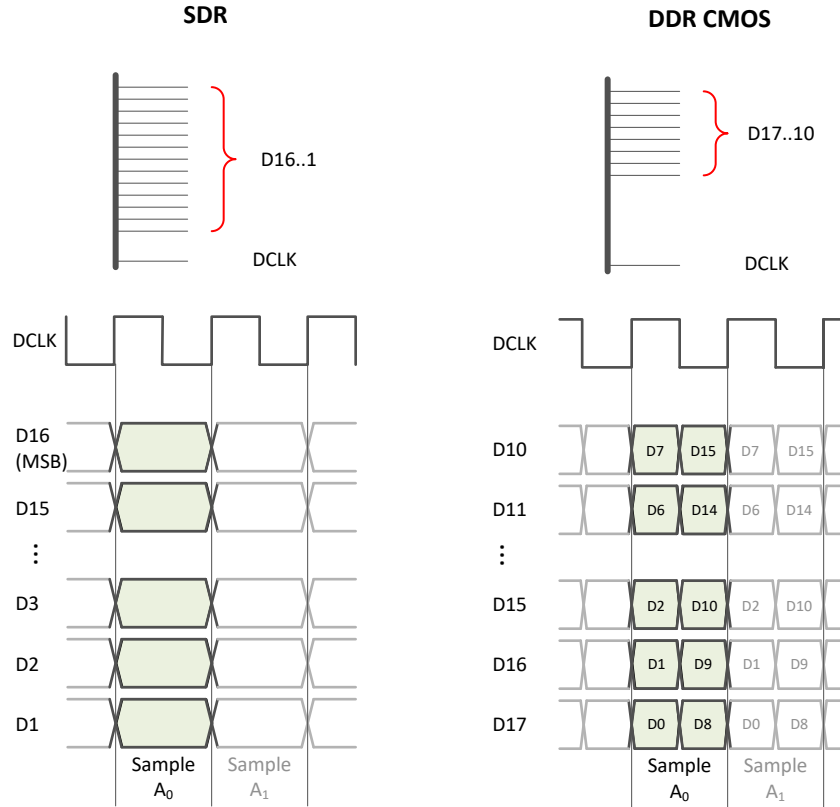 SDR
D16..1
DCLK
DCLK
D16
(MSB)
D15
...
D3
D2
D1
Sample
A0
Sample
A1
DDR CMOS
D17..10
DCLK
DCLK
D10
D7 D15 D7 D15
D11
D6 D14 D6 D14
...
D15
D2 D10 D2 D10
D16
D1 D9 D1 D9
D17
D0 D8 D0 D8
Sample
A0
Sample
A1